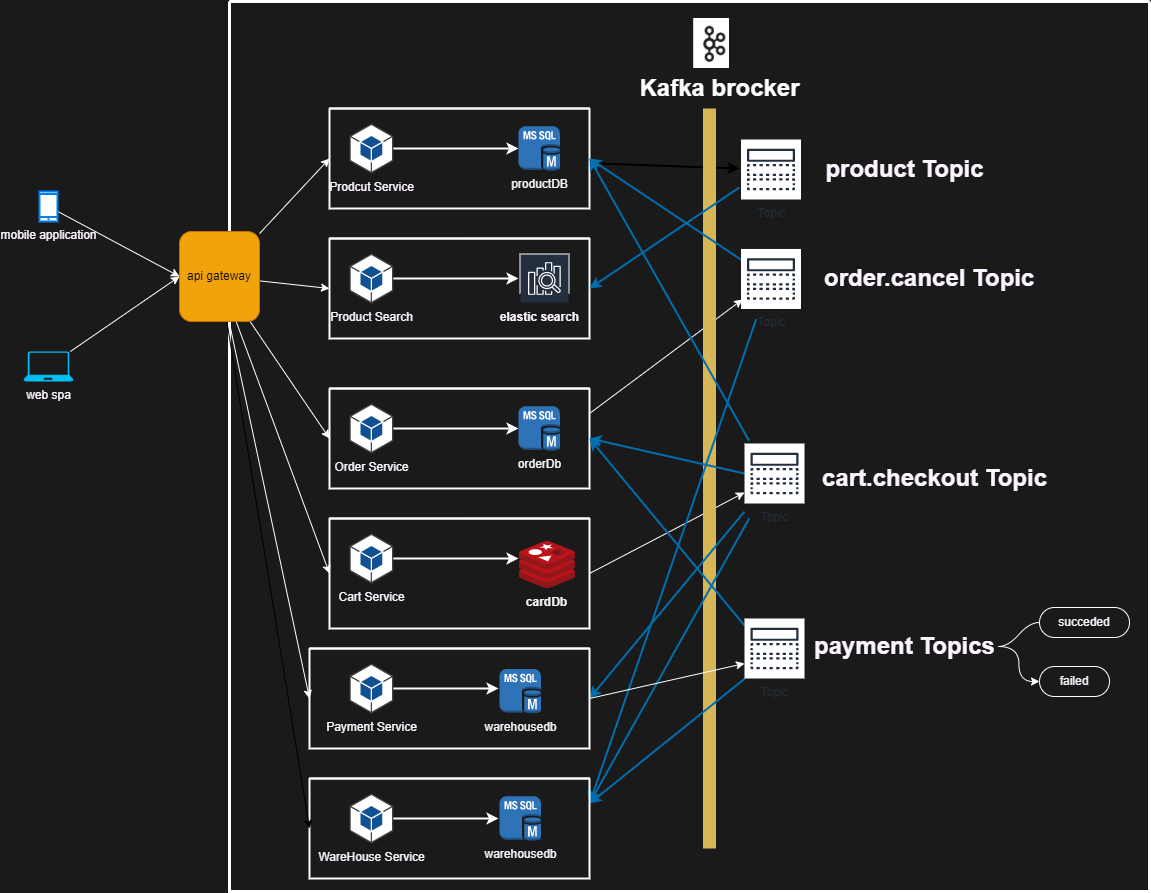 Kafka brocker
MS SQL
M
Prodcut Service
productDB
product Topic
Topic
mobile application
api gateway
Product Search
elastic search
order.cancel Topic
Topic
web spa
MS SQL
M
Order Service
orderDb
cart.checkout Topic
Topic
Cart Service
cardDb
payment Topics
succeded
failed
Topic
MS SQL
M
Payment Service
warehousedb
MS SQL
M
WareHouse Service
warehousedb